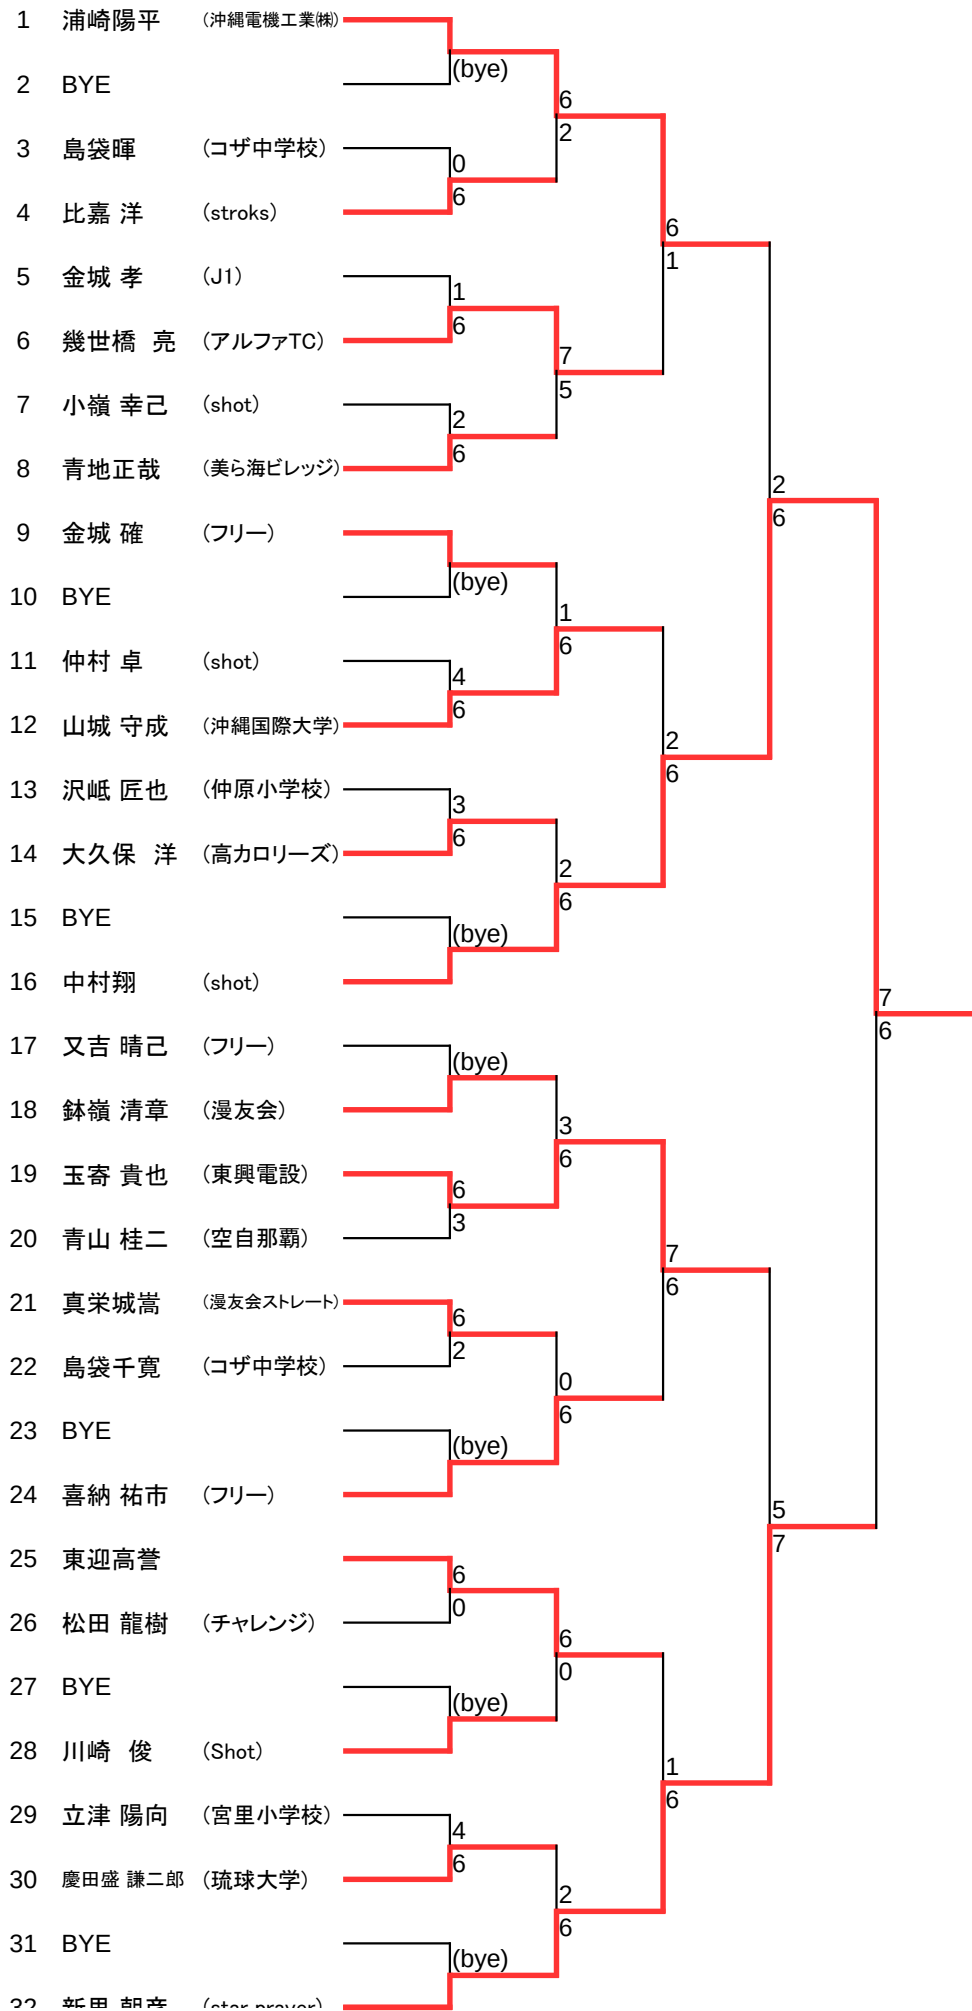 1 浦崎陽平 (沖縄電機工業㈱)
(bye)
2 BYE
6
2
3 島袋暉 (コザ中学校)
0
6
4 比嘉 洋 (stroks)
6
1
5 金城 孝 (J1)
1
6
6 幾世橋 亮 (アルファTC)
7
5
7 小嶺 幸己 (shot)
2
6
8 青地正哉 (美ら海ビレッジ)
2
6
9 金城 確 (フリー)
(bye)
10 BYE
1
6
11 仲村 卓 (shot)
4
6
12 山城 守成 (沖縄国際大学)
2
6
13 沢岻 匠也 (仲原小学校)
3
6
14 大久保 洋 (高カロリーズ)
2
6
15 BYE
(bye)
16 中村翔 (shot)
7
6
17 又吉 晴己 (フリー)
(bye)
18 鉢嶺 清章 (漫友会)
3
6
19 玉寄 貴也 (東興電設)
6
3
20 青山 桂二 (空自那覇)
7
6
21 真栄城嵩 (漫友会ストレート)
6
2
22 島袋千寛 (コザ中学校)
0
6
23 BYE
(bye)
24 喜納 祐市 (フリー)
5
7
25 東迎高誉
6
0
26 松田 龍樹 (チャレンジ)
6
0
27 BYE
(bye)
28 川崎 俊 (Shot)
1
6
29 立津 陽向 (宮里小学校)
4
6
30 慶田盛 謙二郎 (琉球大学)
2
6
31 BYE
(bye)
32 新里 朝彦 (star prayer)